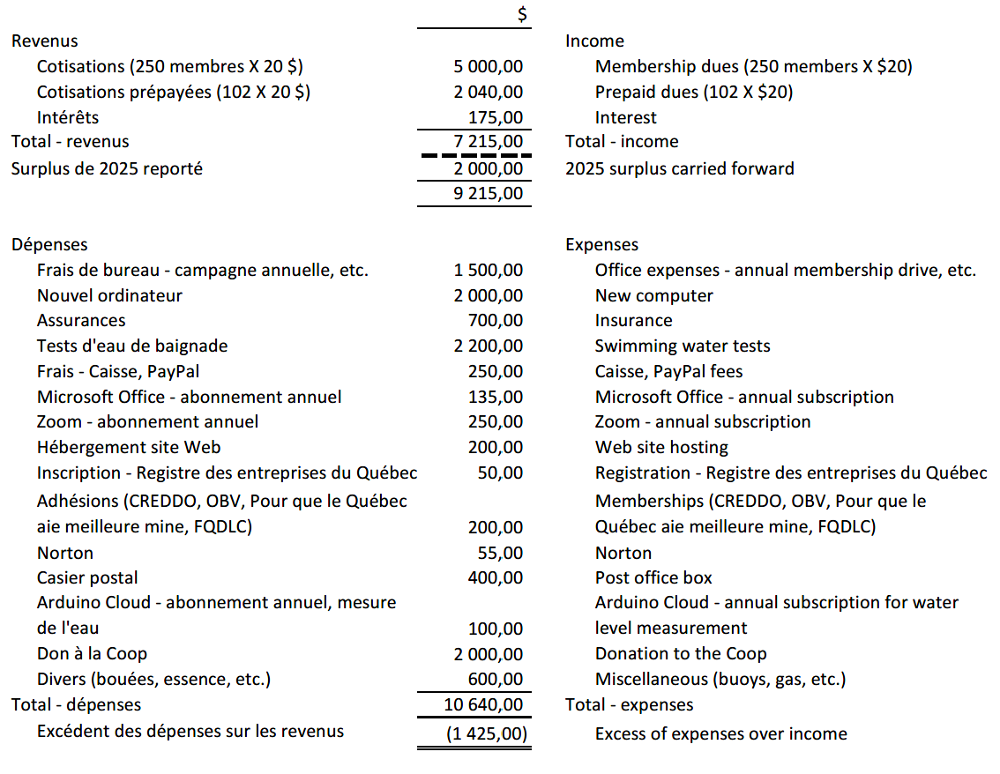 $
Revenus Income
Cotisations (250 membres X 20 $) 5 000,00 Membership dues (250 members X $20)
Cotisations prépayées (102 X 20 $) 2 040,00 Prepaid dues (102 X $20)
Intérêts 175,00 Interest
Total - revenus 7 215,00 Total - income
Surplus de 2025 reporté 2 000,00 2025 surplus carried forward
9 215,00
Dépenses Expenses
Frais de bureau - campagne annuelle, etc. 1 500,00 Office expenses - annual membership drive, etc.
Nouvel ordinateur 2 000,00 New computer
Assurances 700,00 Insurance
Tests d'eau de baignade 2 200,00 Swimming water tests
Frais - Caisse, PayPal 250,00 Caisse, PayPal fees
Microsoft Office - abonnement annuel 135,00 Microsoft Office - annual subscription
Zoom - abonnement annuel 250,00 Zoom - annual subscription
Hébergement site Web 200,00 Web site hosting
Inscription - Registre des entreprises du Québec 50,00 Registration - Registre des entreprises du Québec
Adhésions (CREDDO, OBV, Pour que le Québec Memberships (CREDDO, OBV, Pour que le
aie meilleure mine, FQDLC) 200,00 Québec aie meilleure mine, FQDLC)
Norton 55,00 Norton
Casier postal 400,00 Post office box
Arduino Cloud - abonnement annuel, mesure Arduino Cloud - annual subscription for water
de l'eau 100,00 level measurement
Don à la Coop 2 000,00 Donation to the Coop
Divers (bouées, essence, etc.) 600,00 Miscellaneous (buoys, gas, etc.)
Total - dépenses 10 640,00 Total - expenses
Excédent des dépenses sur les revenus (1 425,00) Excess of expenses over income